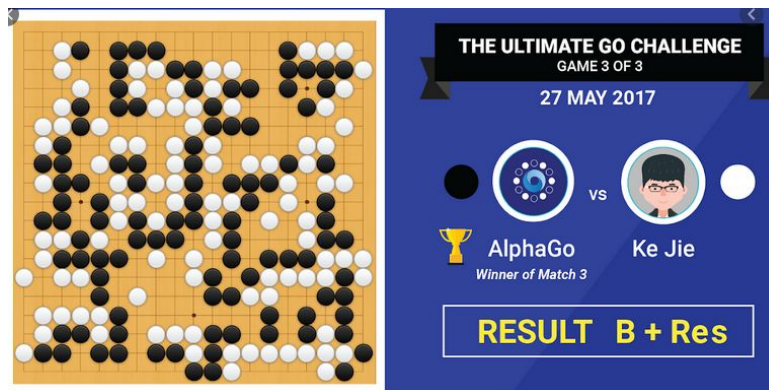 THE ULTIMATE GO CHALLENGE
GAME 3 OF 3
27 MAY 2017
vs
AlphaGo
Ke Jie
Winner of Match 3
RESULT B + Res